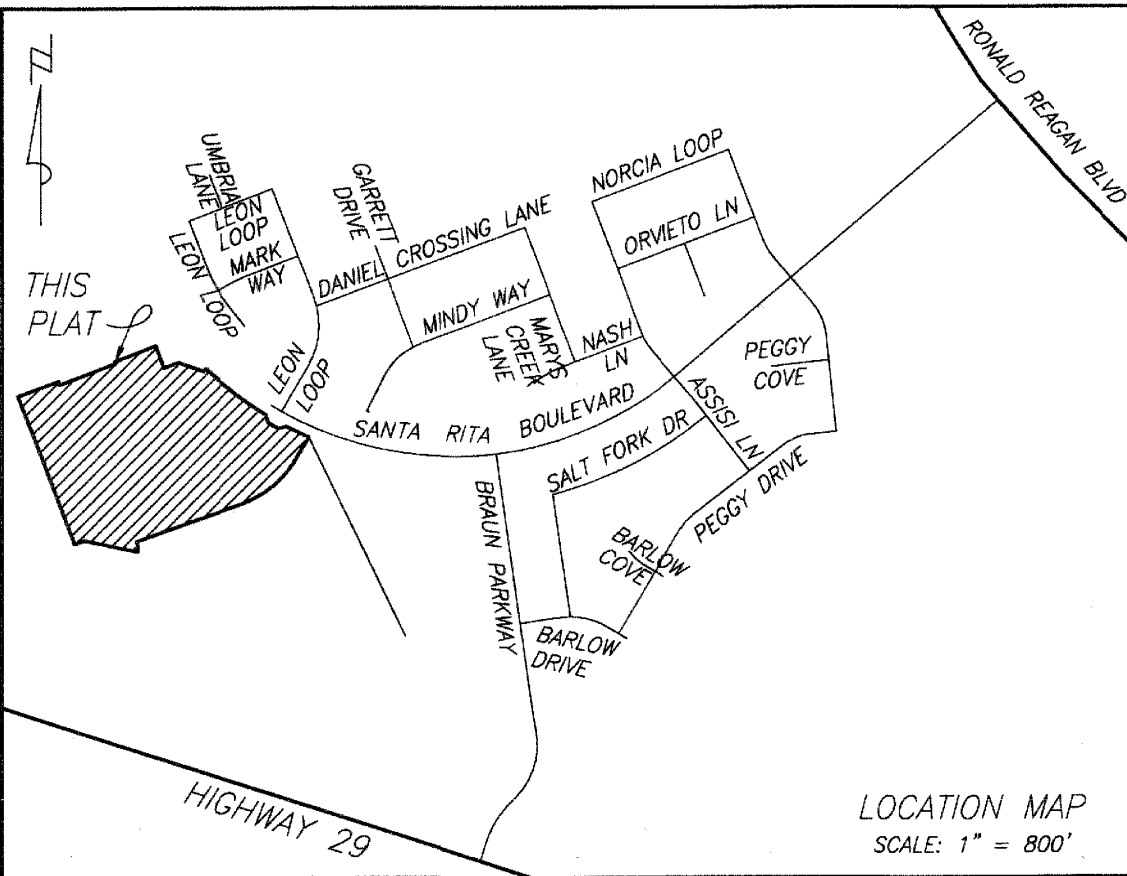 N
RONALD REAGAN BLVD
UMBRIA
LANE
LEON
LOOP
MARK
WAY
LEON LOOP
GARRETT
DRIVE
DANIEL CROSSING LANE
NORCIA LOOP
ORVIETO LN
THIS
PLAT
MINDY WAY
MARYS
CREEK
LANE
NASH
LN
PEGGY
COVE
LEON
LOOP
SANTA RITA BOULEVARD
ASSISI LN
SALT FORK DR
PEGGY DRIVE
BRAUN PARKWAY
BARLOW
COVE
BARLOW
DRIVE
HIGHWAY 29
LOCATION MAP
SCALE: 1" = 800'